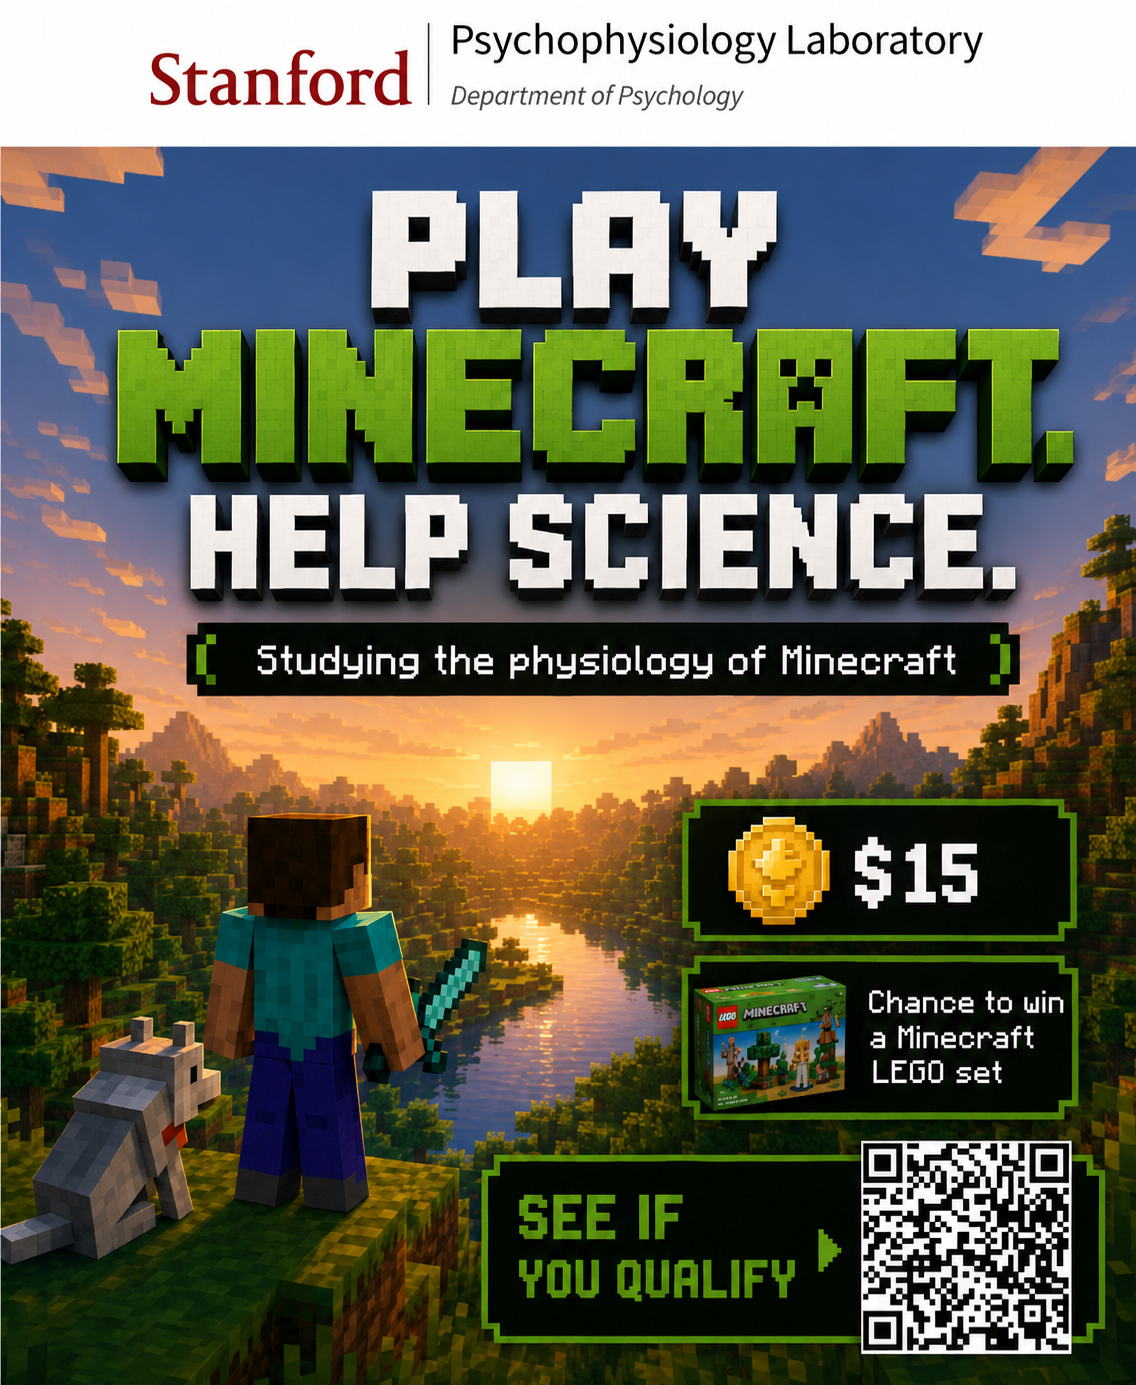 Stanford
Psychophysiology Laboratory
Department of Psychology
PLAY
MINECRAFT.
HELP SCIENCE.
Studying the physiology of Minecraft
$15
LEGO
MINECRAFT
Chance to win
a Minecraft
LEGO set
SEE IF
YOU QUALIFY